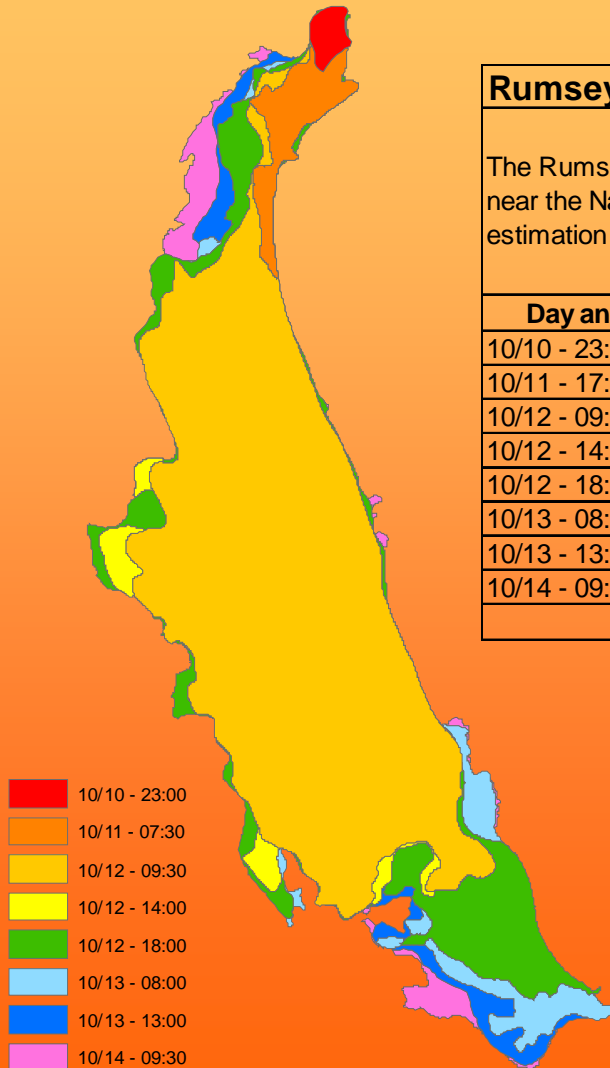 Rumsey
The Rums
near the Na
estimation
Day an
10/10 - 23:
10/11 - 17:
10/12 - 09:
10/12 - 14:
10/12 - 18:
10/13 - 08:
10/13 - 13:
10/14 - 09:
10/10 - 23:00
10/11 - 07:30
10/12 - 09:30
10/12 - 14:00
10/12 - 18:00
10/13 - 08:00
10/13 - 13:00
10/14 - 09:30